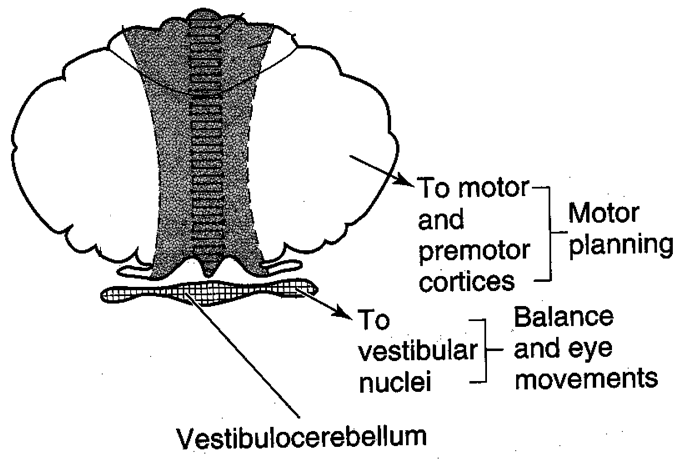 To motor
and
premotor
cortices
Motor
planning
To
vestibular
nuclei
Balance
and eye
movements
Vestibulocerebellum